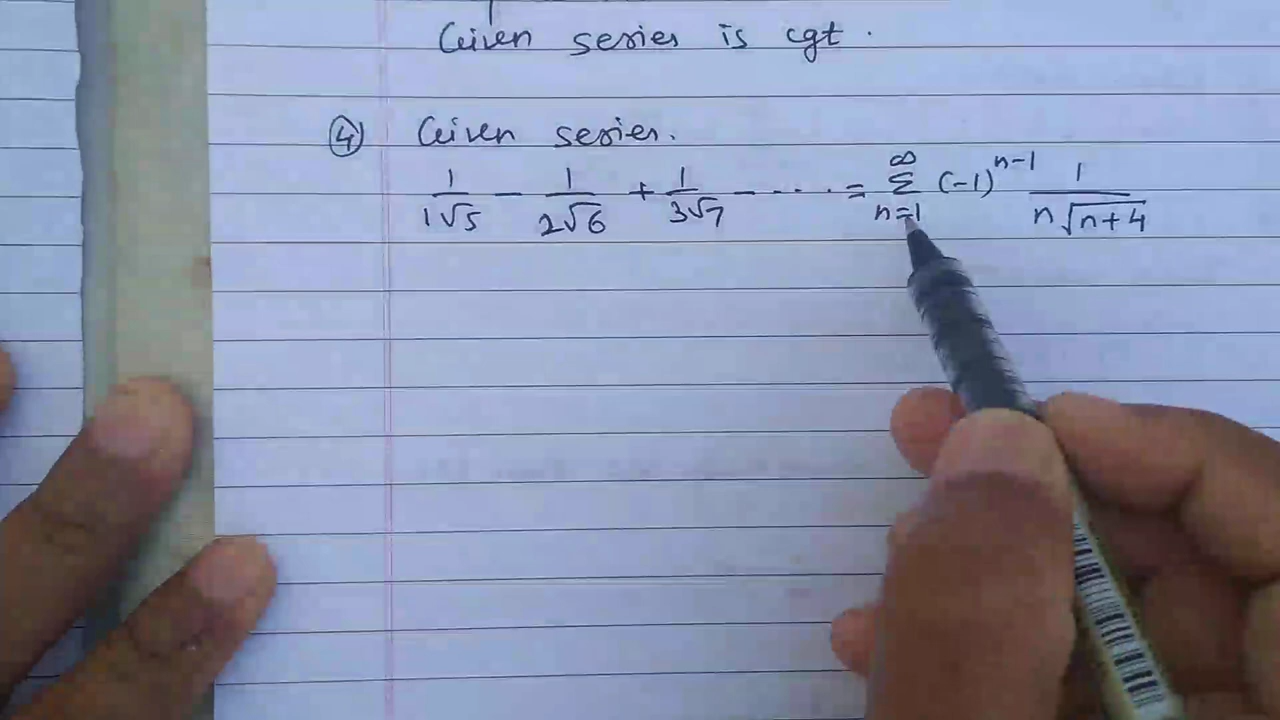 Given series is cgt.
④ Given series.
1/1√5 - 1/2√6 + 1/3√7 - ---- = ∞Σn=1 (-1)^n-1 1/n√n+4